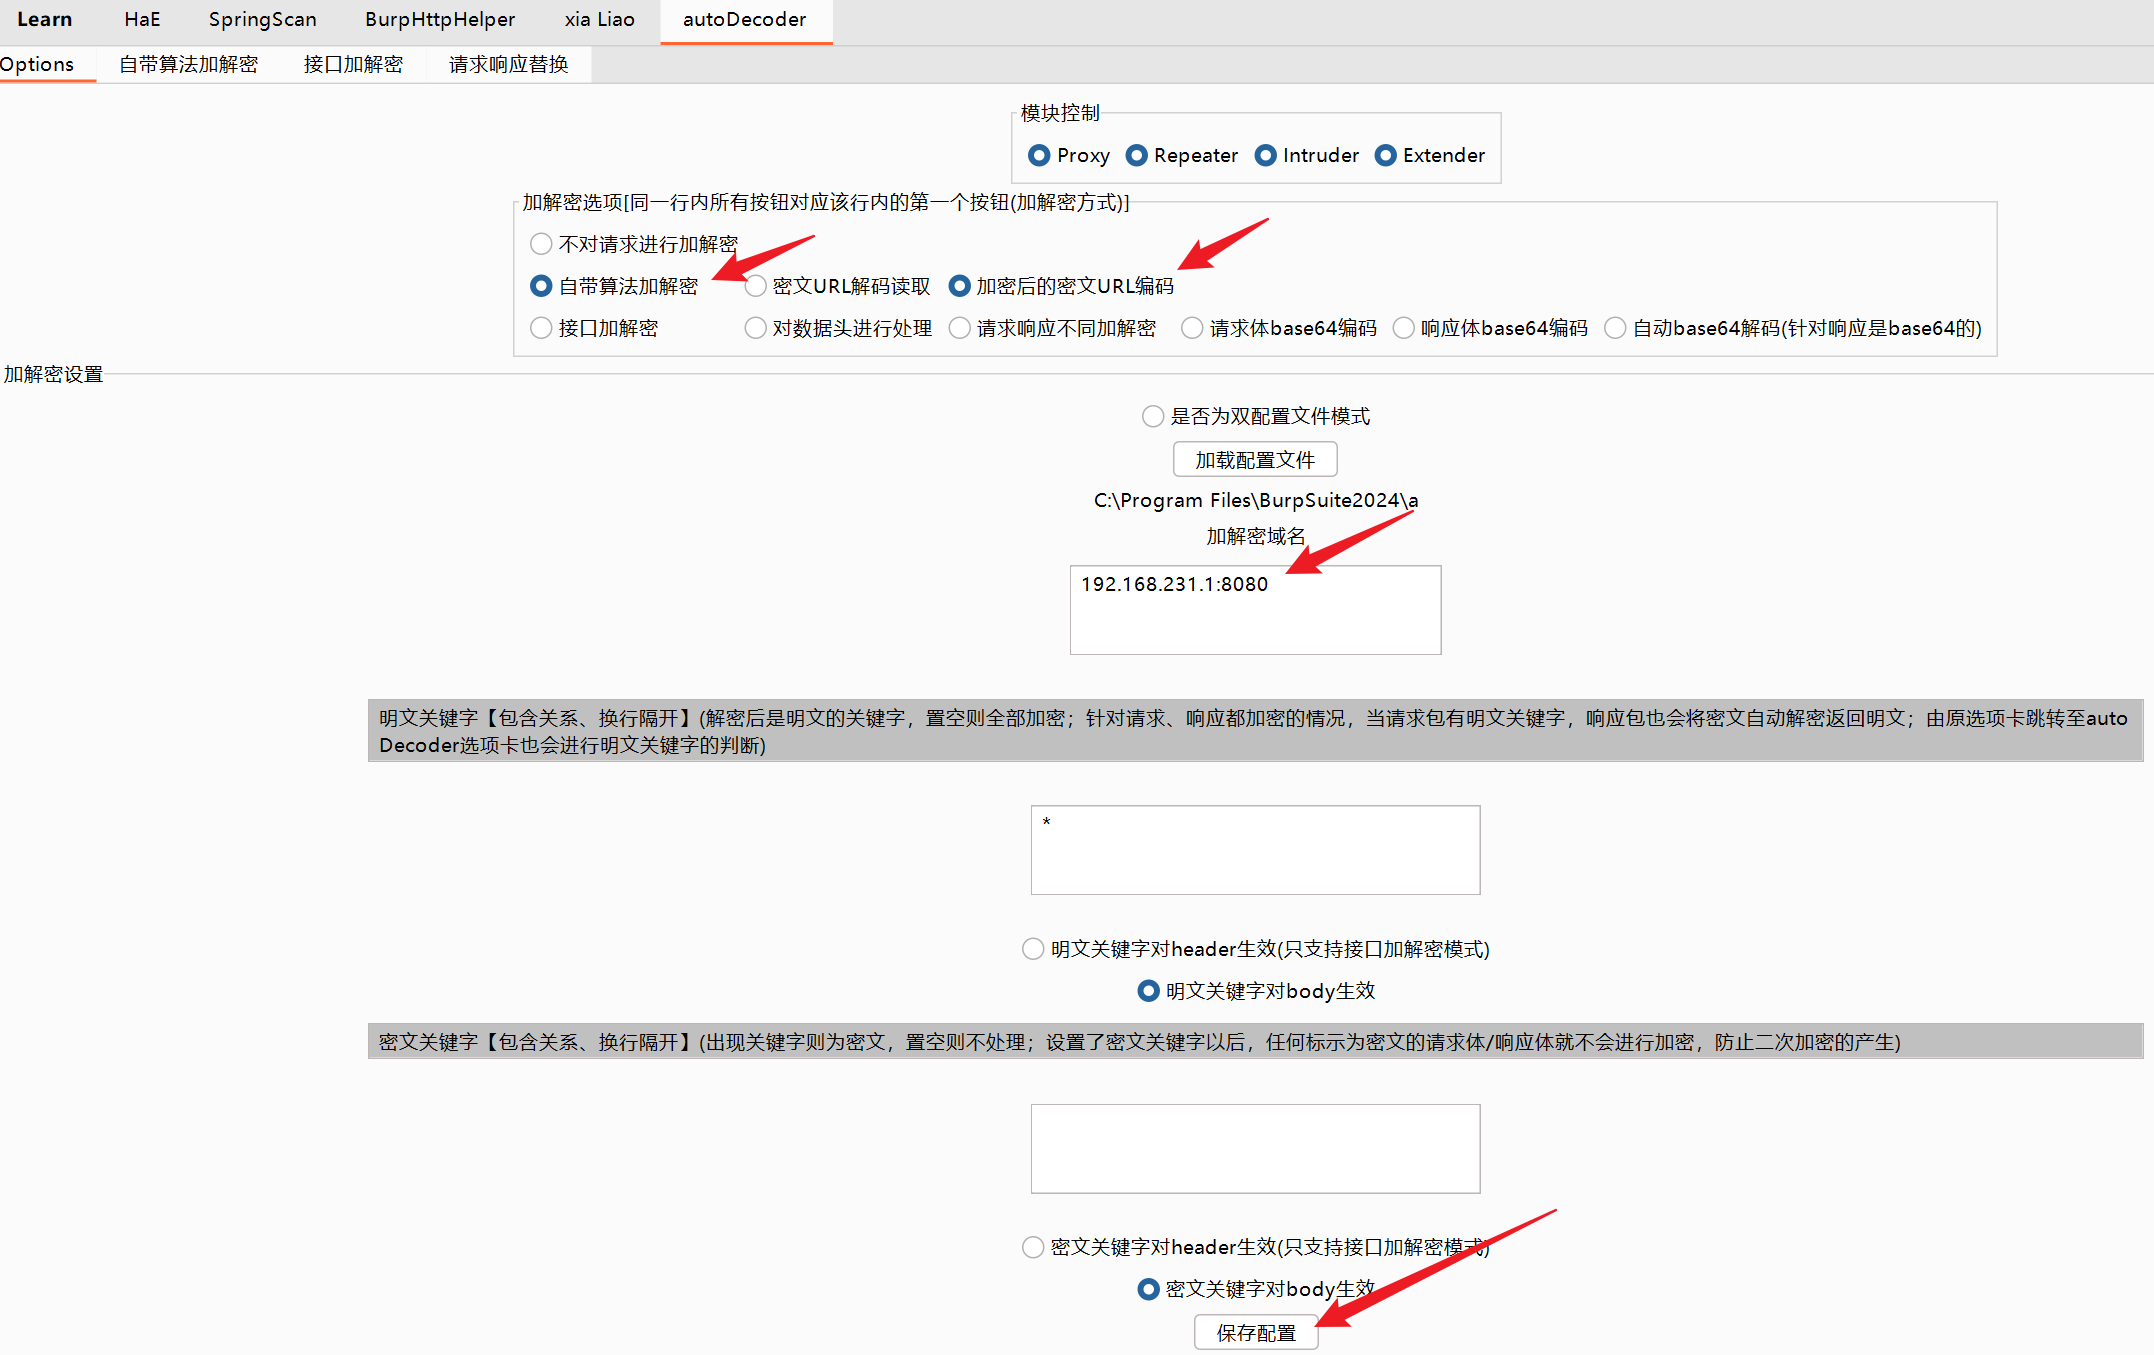 Learn HaE SpringScan BurpHttpHelper xia Liao autoDecoder
Options 自带算法加解密 接口加解密 请求响应替换
模块控制
Proxy Repeater Intruder Extender
加解密选项[同一行内所有按钮对应该行内的第一个按钮(加解密方式)]
不对请求进行加解密
自带算法加解密 密文URL解码读取 加密后的密文URL编码
接口加解密 对数据头进行处理 请求响应不同加解密 请求体base64编码 响应体base64编码 自动base64解码(针对响应是base64的)
加解密设置
是否为双配置文件模式
加载配置文件
C:\Program Files\BurpSuite2024\a
加解密域名
192.168.231.1:8080
明文关键字【包含关系、换行隔开】(解密后是明文的关键字，置空则全部加密；针对请求、响应都加密的情况，当请求包有明文关键字，响应包也会将密文自动解密返回明文；由原选项卡跳转至auto
Decoder选项卡也会进行明文关键字的判断)
*
明文关键字对header生效(只支持接口加解密模式)
明文关键字对body生效
密文关键字【包含关系、换行隔开】(出现关键字则为密文，置空则不处理；设置了密文关键字以后，任何标示为密文的请求体/响应体就不会进行加密，防止二次加密的产生)
密文关键字对header生效(只支持接口加解密模式)
密文关键字对body生效
保存配置